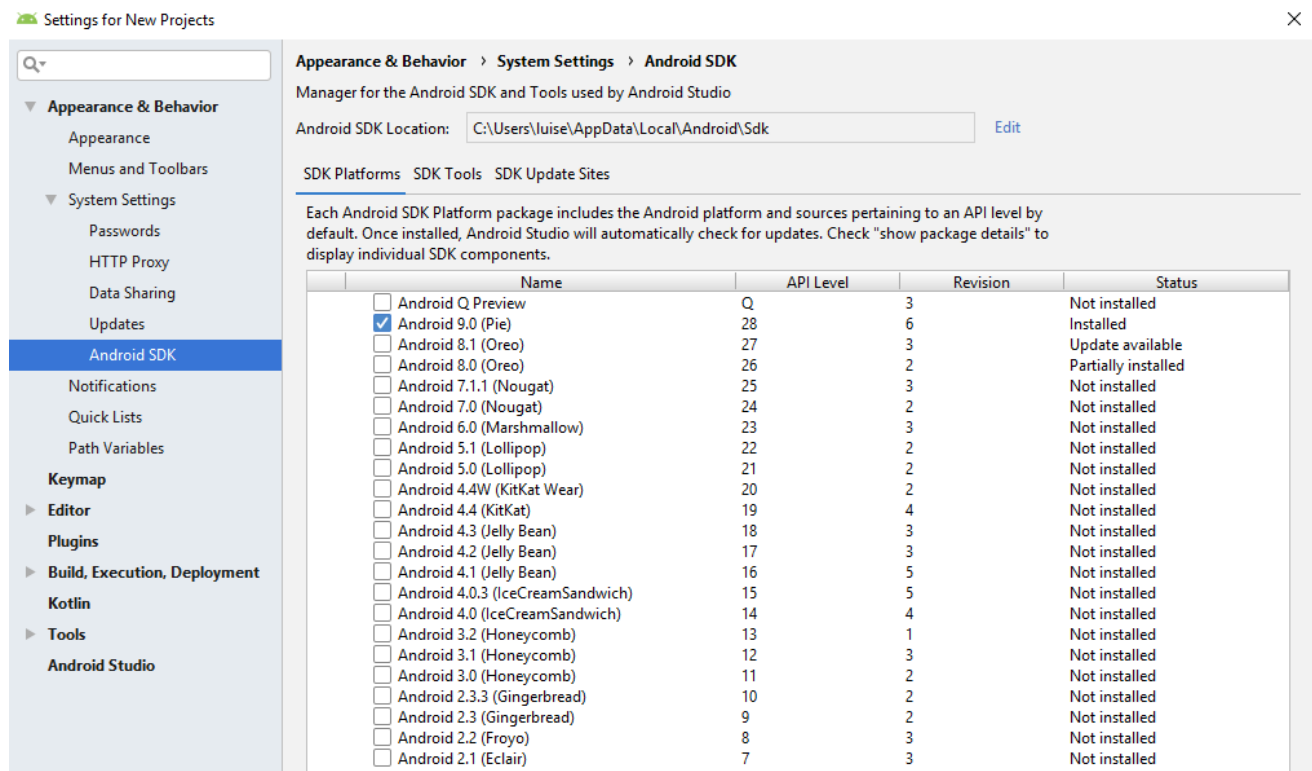 Settings for New Projects
Appearance & Behavior
Appearance
Menus and Toolbars
System Settings
Passwords
HTTP Proxy
Data Sharing
Updates
Android SDK
Notifications
Quick Lists
Path Variables
Keymap
Editor
Plugins
Build, Execution, Deployment
Kotlin
Tools
Android Studio
Appearance & Behavior › System Settings › Android SDK
Manager for the Android SDK and Tools used by Android Studio
Android SDK Location: C:\Users\luise\AppData\Local\Android\Sdk Edit
SDK Platforms SDK Tools SDK Update Sites
Each Android SDK Platform package includes the Android platform and sources pertaining to an API level by
default. Once installed, Android Studio will automatically check for updates. Check "show package details" to
display individual SDK components.
Name API Level Revision Status
Android Q Preview Q 3 Not installed
Android 9.0 (Pie) 28 6 Installed
Android 8.1 (Oreo) 27 3 Update available
Android 8.0 (Oreo) 26 2 Partially installed
Android 7.1.1 (Nougat) 25 3 Not installed
Android 7.0 (Nougat) 24 2 Not installed
Android 6.0 (Marshmallow) 23 3 Not installed
Android 5.1 (Lollipop) 22 2 Not installed
Android 5.0 (Lollipop) 21 2 Not installed
Android 4.4W (KitKat Wear) 20 2 Not installed
Android 4.4 (KitKat) 19 4 Not installed
Android 4.3 (Jelly Bean) 18 3 Not installed
Android 4.2 (Jelly Bean) 17 3 Not installed
Android 4.1 (Jelly Bean) 16 5 Not installed
Android 4.0.3 (IceCreamSandwich) 15 5 Not installed
Android 4.0 (IceCreamSandwich) 14 4 Not installed
Android 3.2 (Honeycomb) 13 1 Not installed
Android 3.1 (Honeycomb) 12 3 Not installed
Android 3.0 (Honeycomb) 11 2 Not installed
Android 2.3.3 (Gingerbread) 10 2 Not installed
Android 2.3 (Gingerbread) 9 2 Not installed
Android 2.2 (Froyo) 8 3 Not installed
Android 2.1 (Eclair) 7 3 Not installed